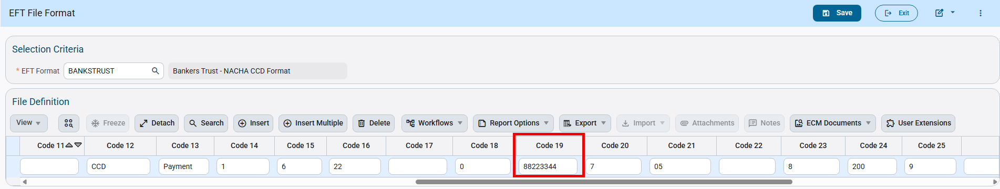 EFT File Format
Save
Exit
Selection Criteria
* EFT Format BANKSTRUST Bankers Trust - NACHA CCD Format
File Definition
View Freeze Detach Search Insert Insert Multiple Delete Workflows Report Options Export Import Attachments Notes ECM Documents User Extensions
Code 11 Code 12 Code 13 Code 14 Code 15 Code 16 Code 17 Code 18 Code 19 Code 20 Code 21 Code 22 Code 23 Code 24 Code 25
CCD Payment 1 6 22 0 88223344 7 05 8 200 9